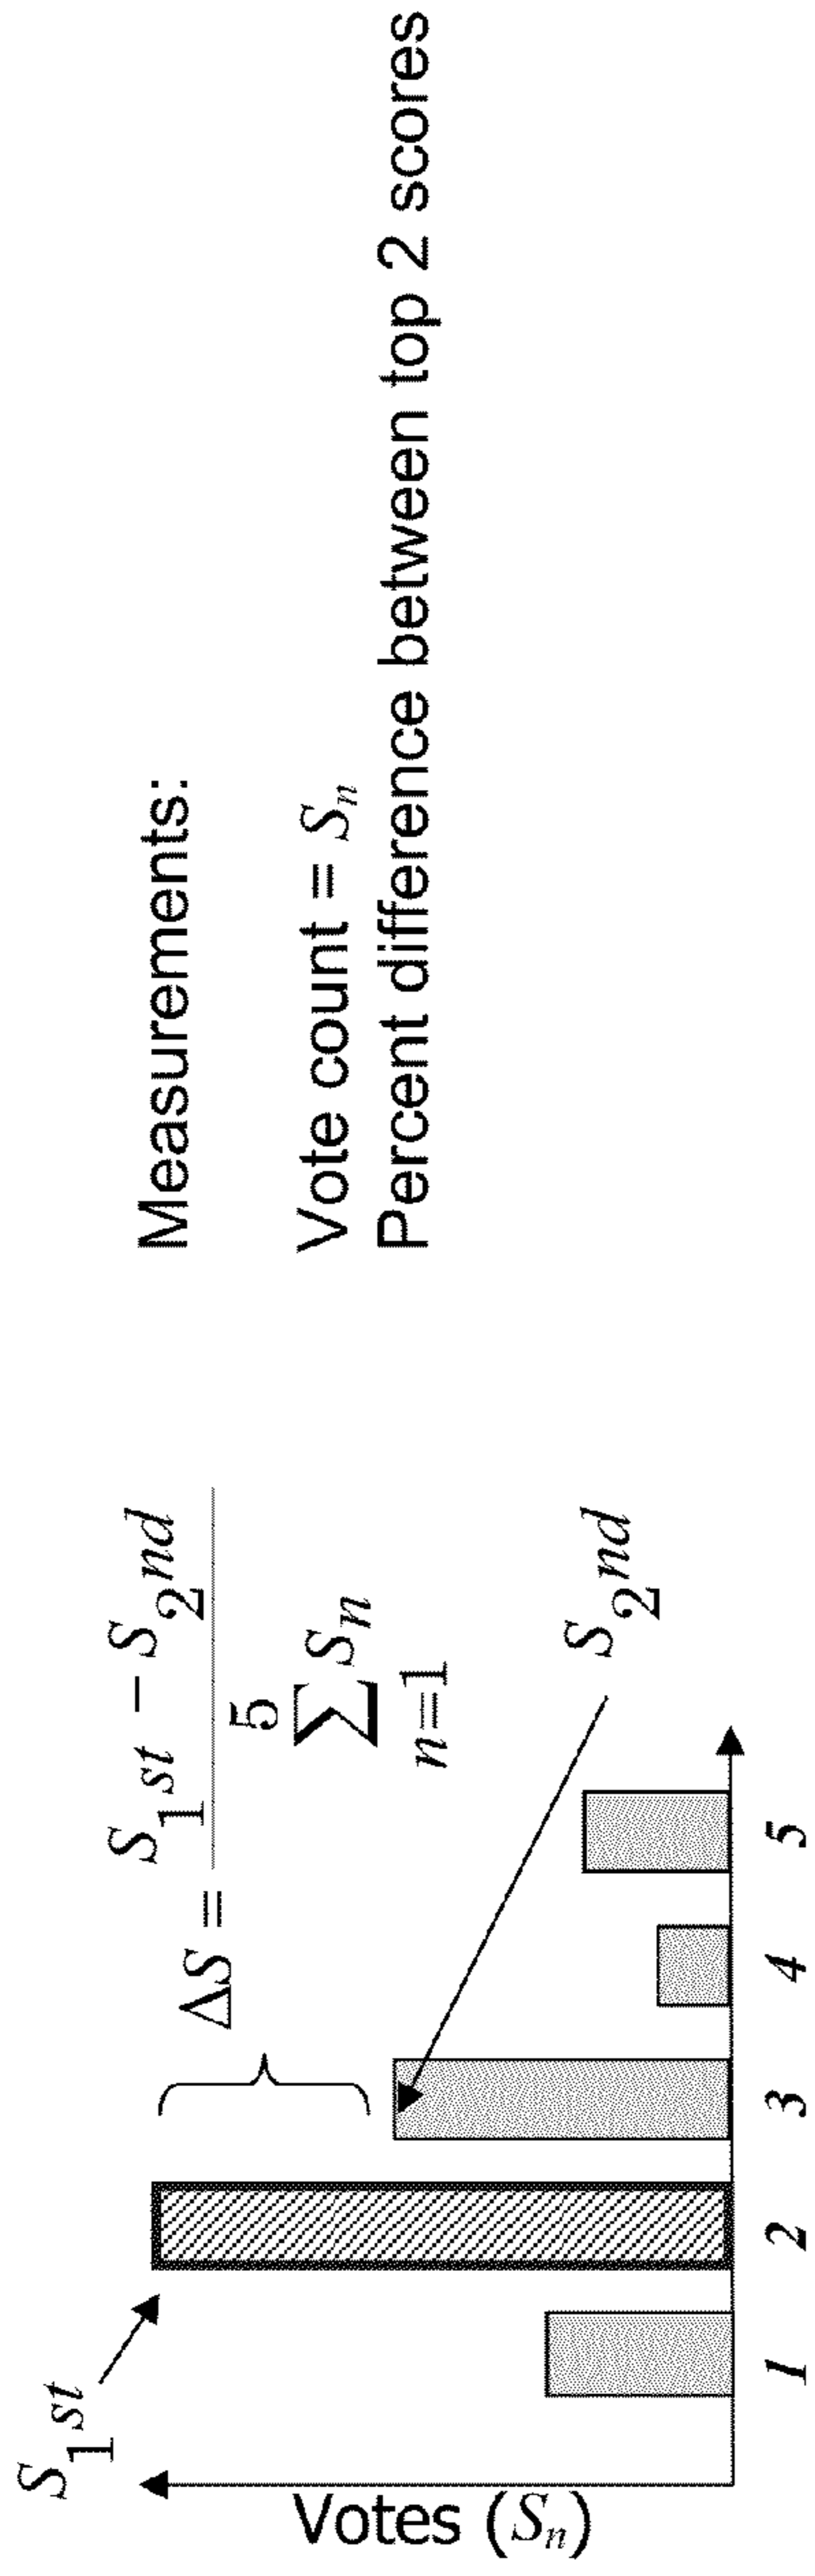 S1st
ΔS = (S1st − S2nd) / 5∑n=1 Sn
S2nd
Votes (Sn)
1 2 3 4 5
Measurements:
Vote count = Sn
Percent difference between top 2 scores